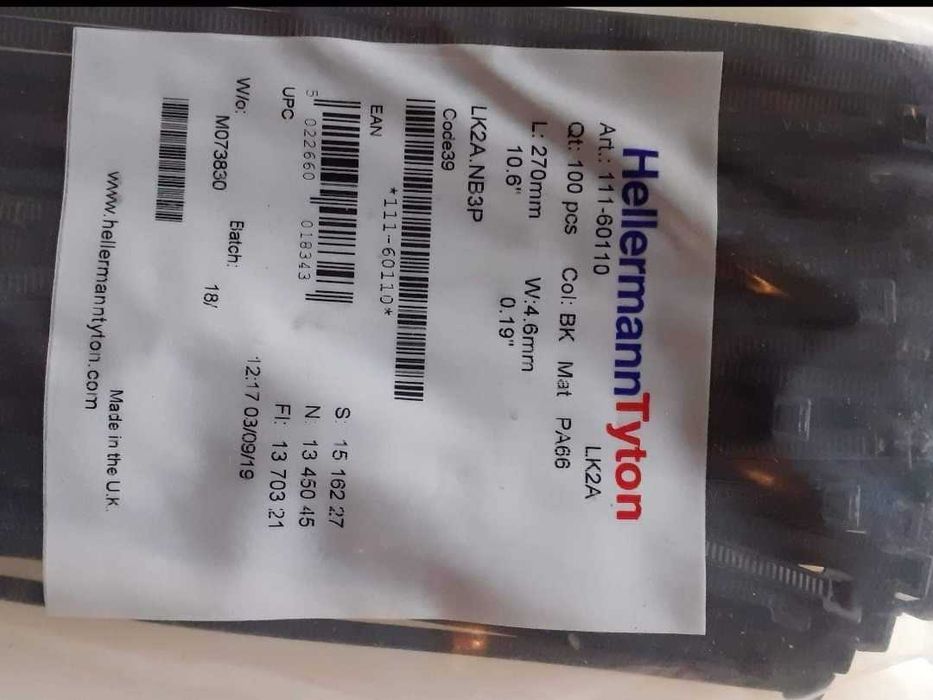 HellermannTyton
Art.: 111-60110 LK2A
Qt: 100 pcs Col: BK Mat PA66
L: 270mm W:4.6mm
10.6" 0.19"
LK2A.NB3P
Code39
*111-60110*
EAN
5 022660 018343
UPC
S: 15 162 27
N: 13 450 45
FI: 13 703 21
W/o: M073830 Batch: 18/ 12:17 03/09/19
www.hellermanntyton.com Made in the U.K.